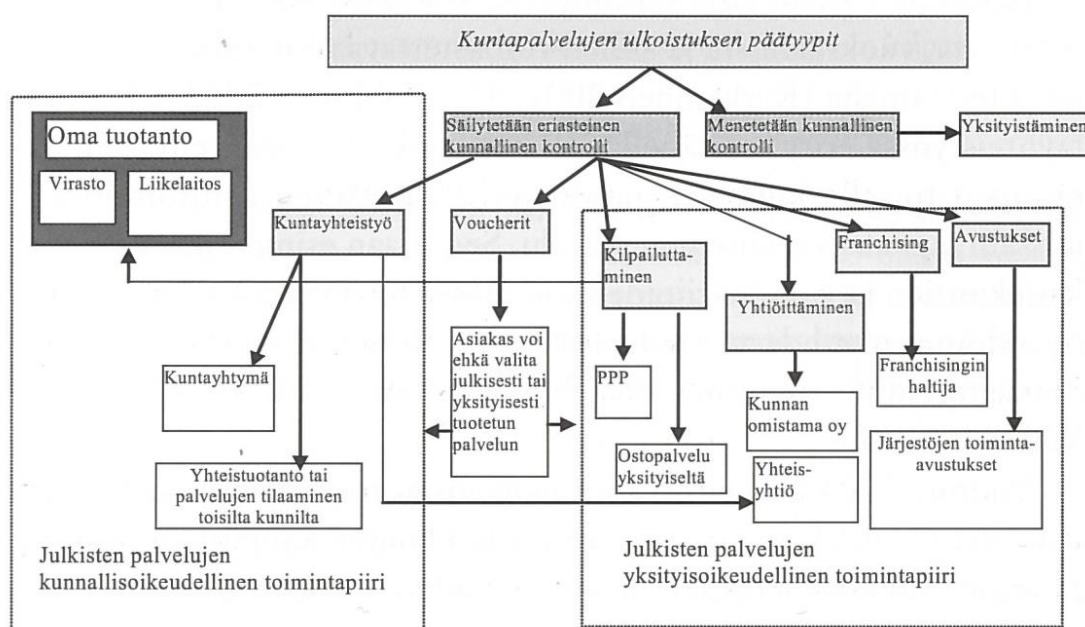 Kuntapalvelujen ulkoistuksen päätyypit
Oma tuotanto
Virasto
Liikelaitos
Säilytetään eriasteinen
kunnallinen kontrolli
Menetetään kunnallinen
kontrolli
Yksityistäminen
Kuntayhteistyö
Voucherit
Kilpailutta-
minen
Yhtiöittäminen
Franchising
Avustukset
Kuntayhtymä
Asiakas voi
ehkä valita
julkisesti tai
yksityisesti
tuotetun
palvelun
PPP
Kunnan
omistama oy
Franchisingin
haltija
Yhteistuotanto tai
palvelujen tilaaminen
toisilta kunnilta
Ostopalvelu
yksityiseltä
Yhteis-
yhtiö
Järjestöjen toiminta-
avustukset
Julkisten palvelujen
kunnallisoikeudellinen toimintapiiri
Julkisten palvelujen
yksityisoikeudellinen toimintapiiri